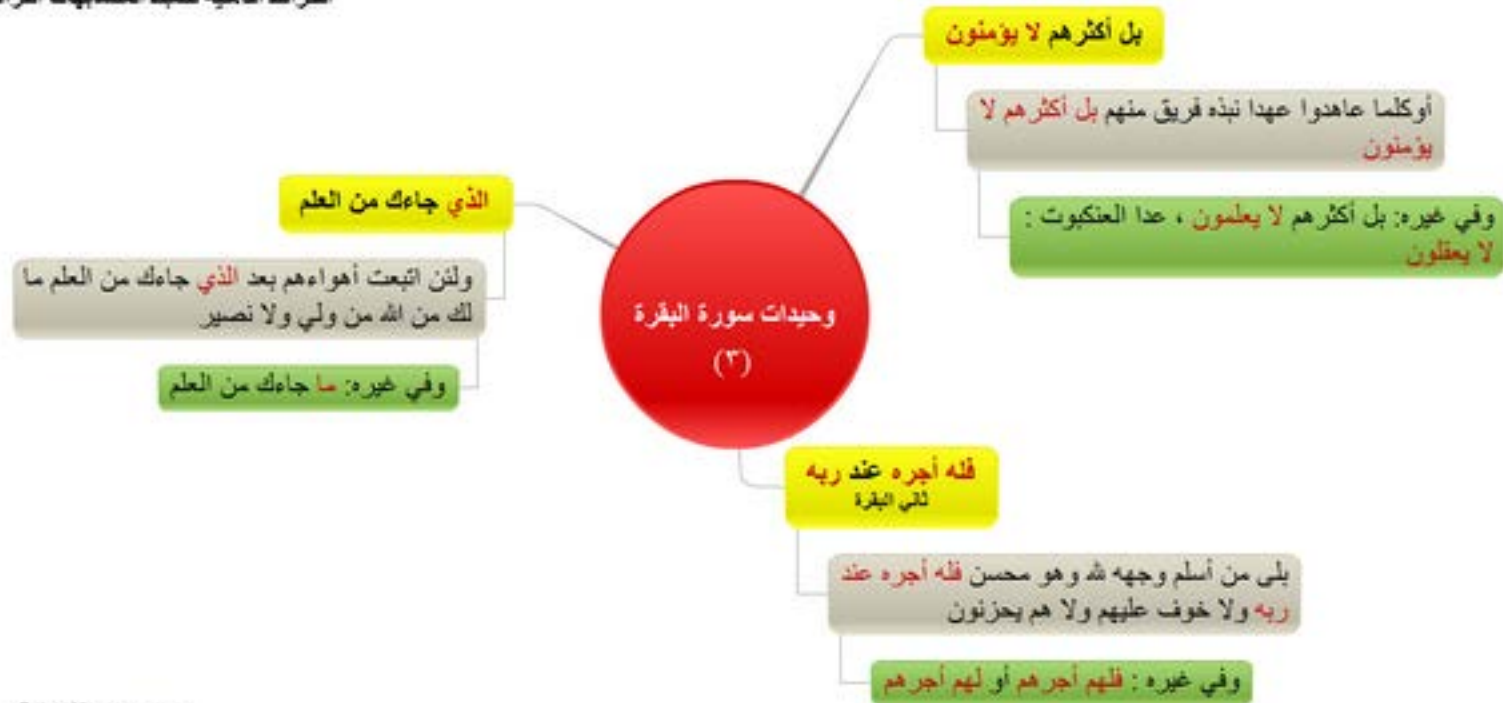 بل أكثرهم لا يؤمنون
أوكلما عاهدوا عهدا نبذه فريق منهم بل أكثرهم لا
يؤمنون
وفي غيره: بل أكثرهم لا يعلمون ، عدا العنكبوت :
لا يعقلون
الذي جاءك من العلم
ولئن اتبعت أهواءهم بعد الذي جاءك من العلم ما
لك من الله من ولي ولا نصير
وفي غيره: ما جاءك من العلم
وحيدات سورة البقرة
(٣)
فله أجره عند ربه
ثاني البقرة
بلى من أسلم وجهه لله وهو محسن فله أجره عند
ربه ولا خوف عليهم ولا هم يحزنون
وفي غيره : فلهم أجرهم أو لهم أجرهم